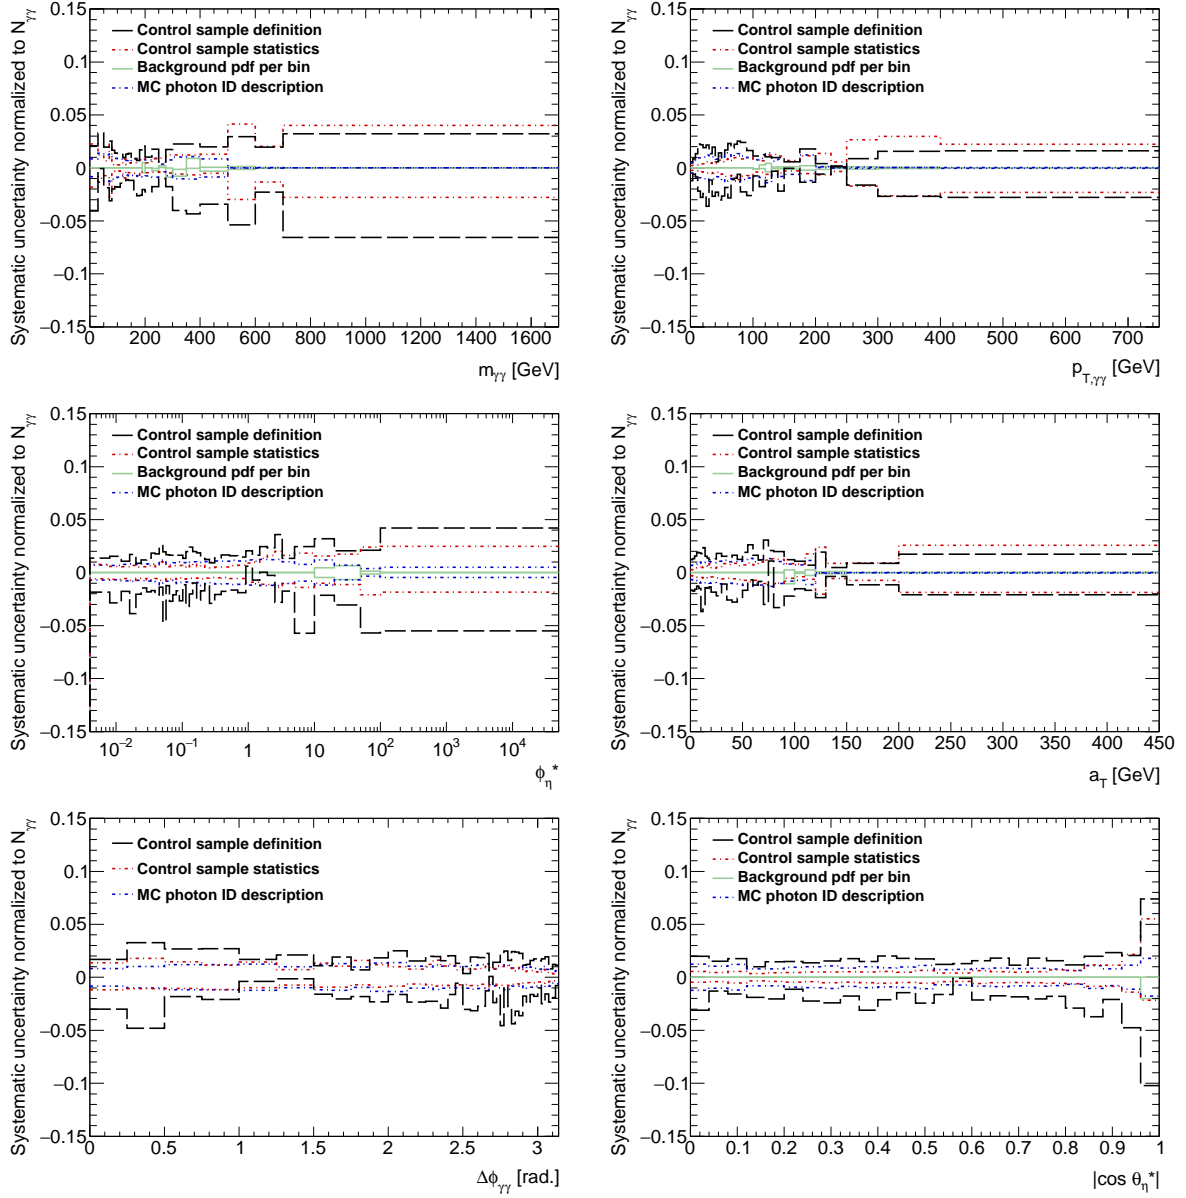 Systematic uncertainty normalized to Nγγ
0.15
0.1
0.05
0
−0.05
−0.1
−0.15
Control sample definition
Control sample statistics
Background pdf per bin
MC photon ID description
0 200 400 600 800 1000 1200 1400 1600
mγγ [GeV]
Systematic uncertainty normalized to Nγγ
0.15
0.1
0.05
0
−0.05
−0.1
−0.15
Control sample definition
Control sample statistics
Background pdf per bin
MC photon ID description
0 100 200 300 400 500 600 700
pT,γγ [GeV]
Systematic uncertainty normalized to Nγγ
0.15
0.1
0.05
0
−0.05
−0.1
−0.15
Control sample definition
Control sample statistics
Background pdf per bin
MC photon ID description
10⁻² 10⁻¹ 1 10 10² 10³ 10⁴
ϕη*
Systematic uncertainty normalized to Nγγ
0.15
0.1
0.05
0
−0.05
−0.1
−0.15
Control sample definition
Control sample statistics
Background pdf per bin
MC photon ID description
0 50 100 150 200 250 300 350 400 450
aT [GeV]
Systematic uncertainty normalized to Nγγ
0.15
0.1
0.05
0
−0.05
−0.1
−0.15
Control sample definition
Control sample statistics
MC photon ID description
0 0.5 1 1.5 2 2.5 3
Δϕγγ [rad.]
Systematic uncertainty normalized to Nγγ
0.15
0.1
0.05
0
−0.05
−0.1
−0.15
Control sample definition
Control sample statistics
Background pdf per bin
MC photon ID description
0 0.1 0.2 0.3 0.4 0.5 0.6 0.7 0.8 0.9 1
|cos θη*|